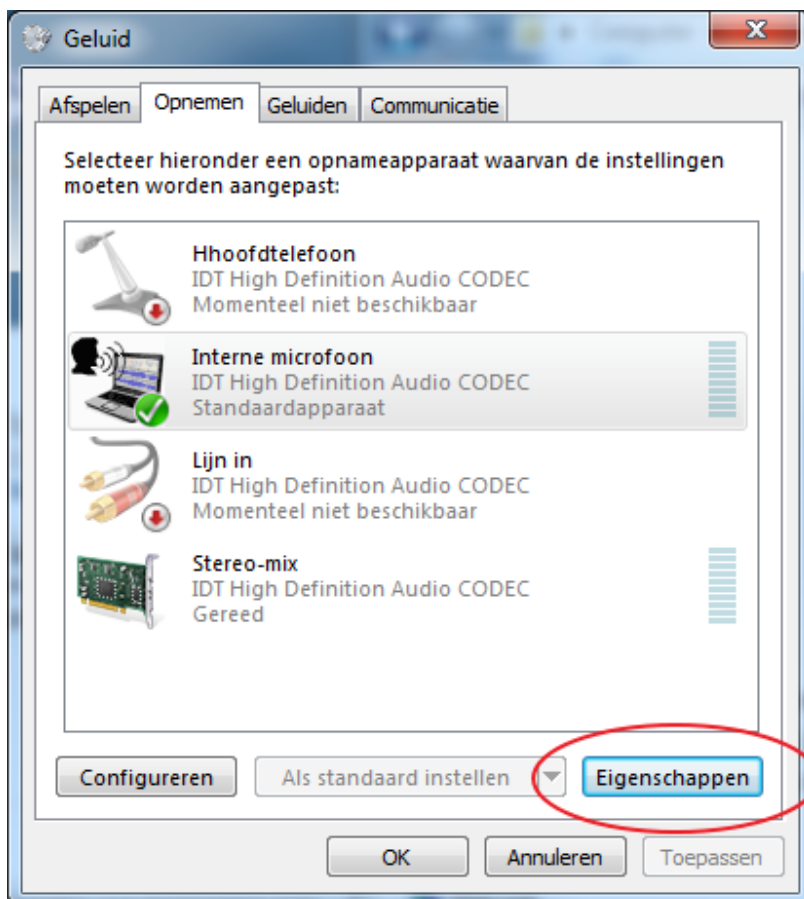 Geluid
Afspelen Opnemen Geluiden Communicatie
Selecteer hieronder een opnameapparaat waarvan de instellingen
moeten worden aangepast:
Hhoofdtelefoon
IDT High Definition Audio CODEC
Momenteel niet beschikbaar
Interne microfoon
IDT High Definition Audio CODEC
Standaardapparaat
Lijn in
IDT High Definition Audio CODEC
Momenteel niet beschikbaar
Stereo-mix
IDT High Definition Audio CODEC
Gereed
Configureren Als standaard instellen Eigenschappen
OK Annuleren Toepassen